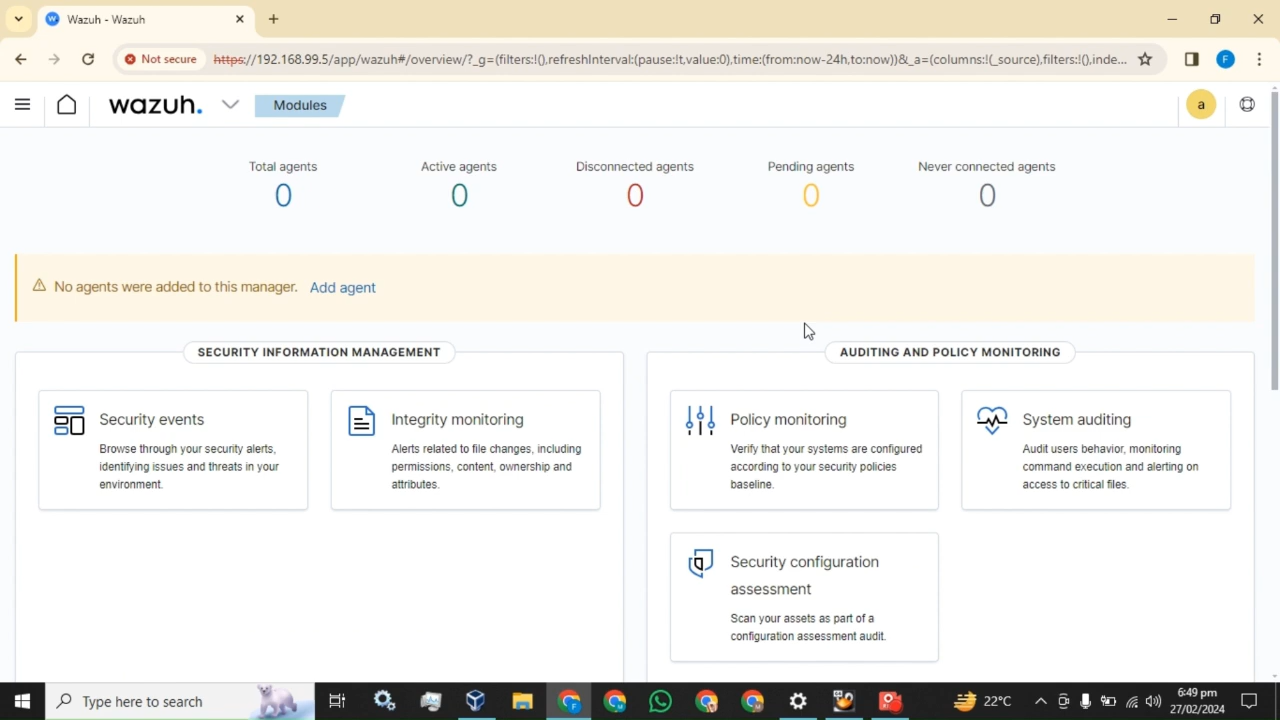 Wazuh - Wazuh
Not secure
https://192.168.99.5/app/wazuh#/overview/?_g=(filters:!(),refreshInterval:(pause:!t,value:0),time:(from:now-24h,to:now))&_a=(columns:!(_source),filters:!(),inde...
F
wazuh.
Modules
a
Total agents
0
Active agents
0
Disconnected agents
0
Pending agents
0
Never connected agents
0
No agents were added to this manager. Add agent
SECURITY INFORMATION MANAGEMENT
Security events
Browse through your security alerts,
identifying issues and threats in your
environment.
Integrity monitoring
Alerts related to file changes, including
permissions, content, ownership and
attributes.
AUDITING AND POLICY MONITORING
Policy monitoring
Verify that your systems are configured
according to your security policies
baseline.
System auditing
Audit users behavior, monitoring
command execution and alerting on
access to critical files.
Security configuration
assessment
Scan your assets as part of a
configuration assessment audit.
Type here to search
22°C
6:49 pm
27/02/2024